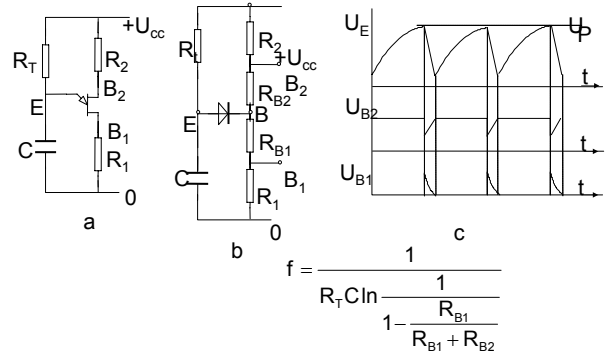 +U_cc
R_T
R_2
B_2
E
B_1
C
R_1
0
a
R_t
R_2
+U_cc
B_2
R_B2
E
B
R_B1
C
B_1
R_1
0
b
U_E
U_P
t
U_B2
t
U_B1
t
c
f = 1 / (R_T C ln (1 / (1 - R_B1 / (R_B1 + R_B2))))